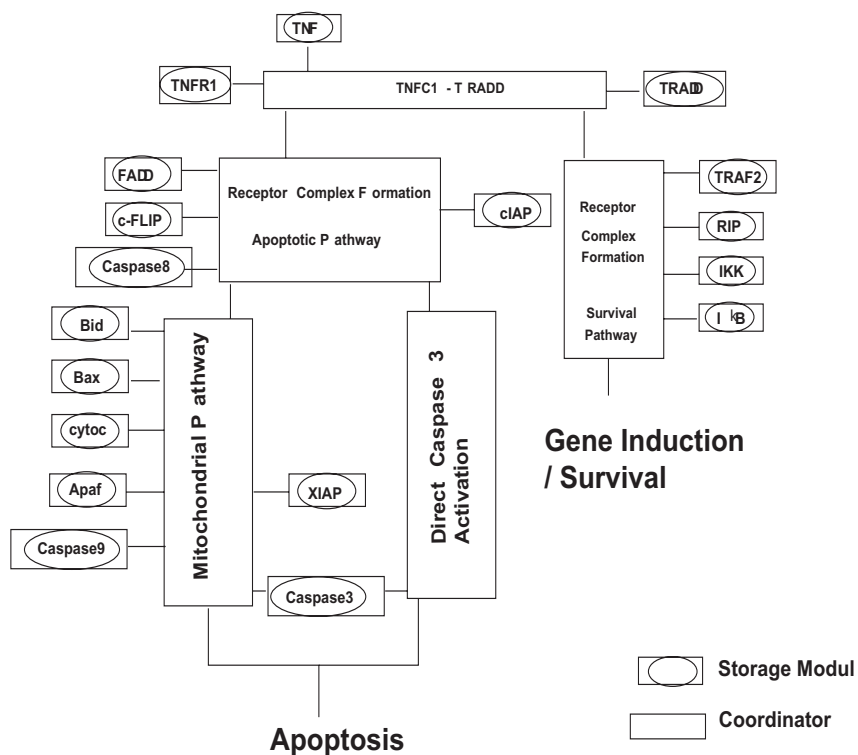 TNF
TNFR1
TNFC1 - T RADD
TRADD
FADD
c-FLIP
Caspase8
Receptor Complex F ormation
Apoptotic P athway
cIAP
Receptor
Complex
Formation
Survival
Pathway
TRAF2
RIP
IKK
I kB
Bid
Bax
cytoc
Apaf
Caspase9
Mitochondrial P athway
XIAP
Caspase3
Direct Caspase 3
Activation
Gene Induction
/ Survival
Apoptosis
Storage Modul
Coordinator